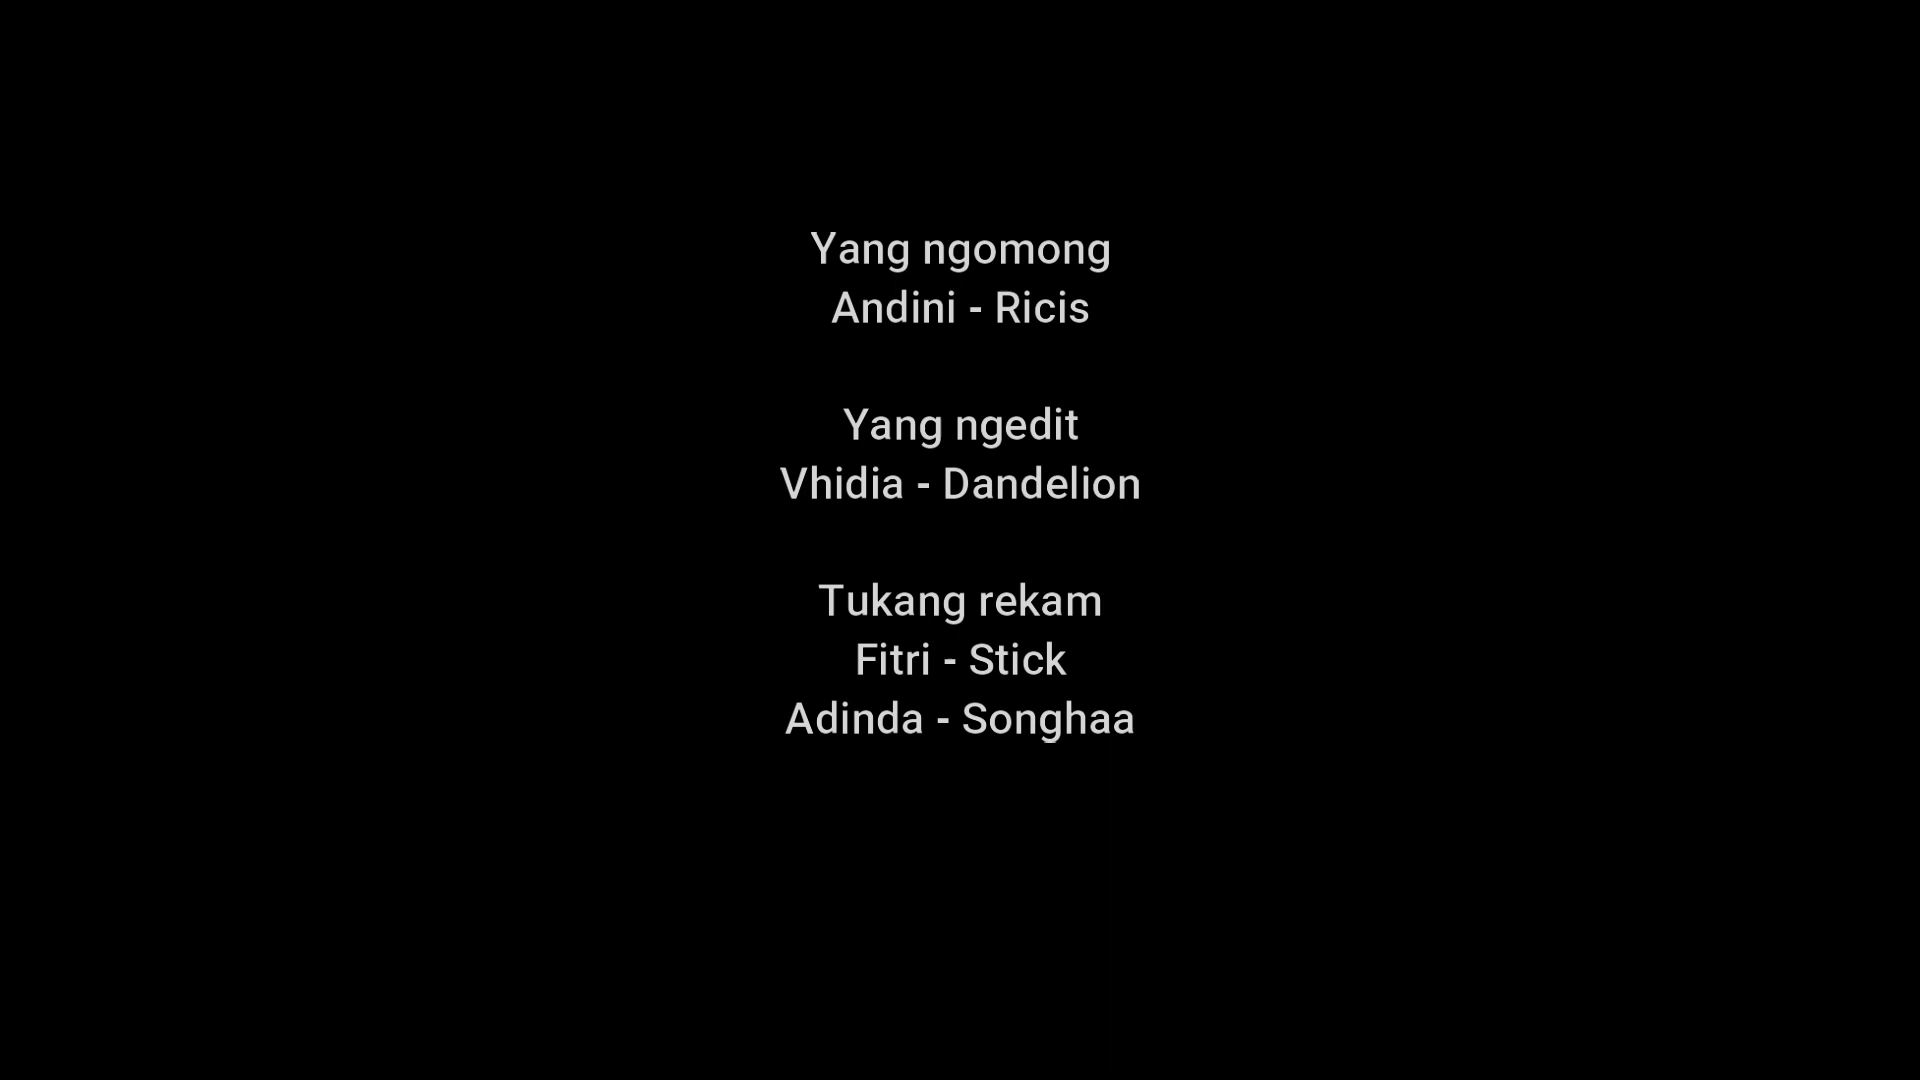 Yang ngomong
Andini - Ricis
Yang ngedit
Vhidia - Dandelion
Tukang rekam
Fitri - Stick
Adinda - Songhaa